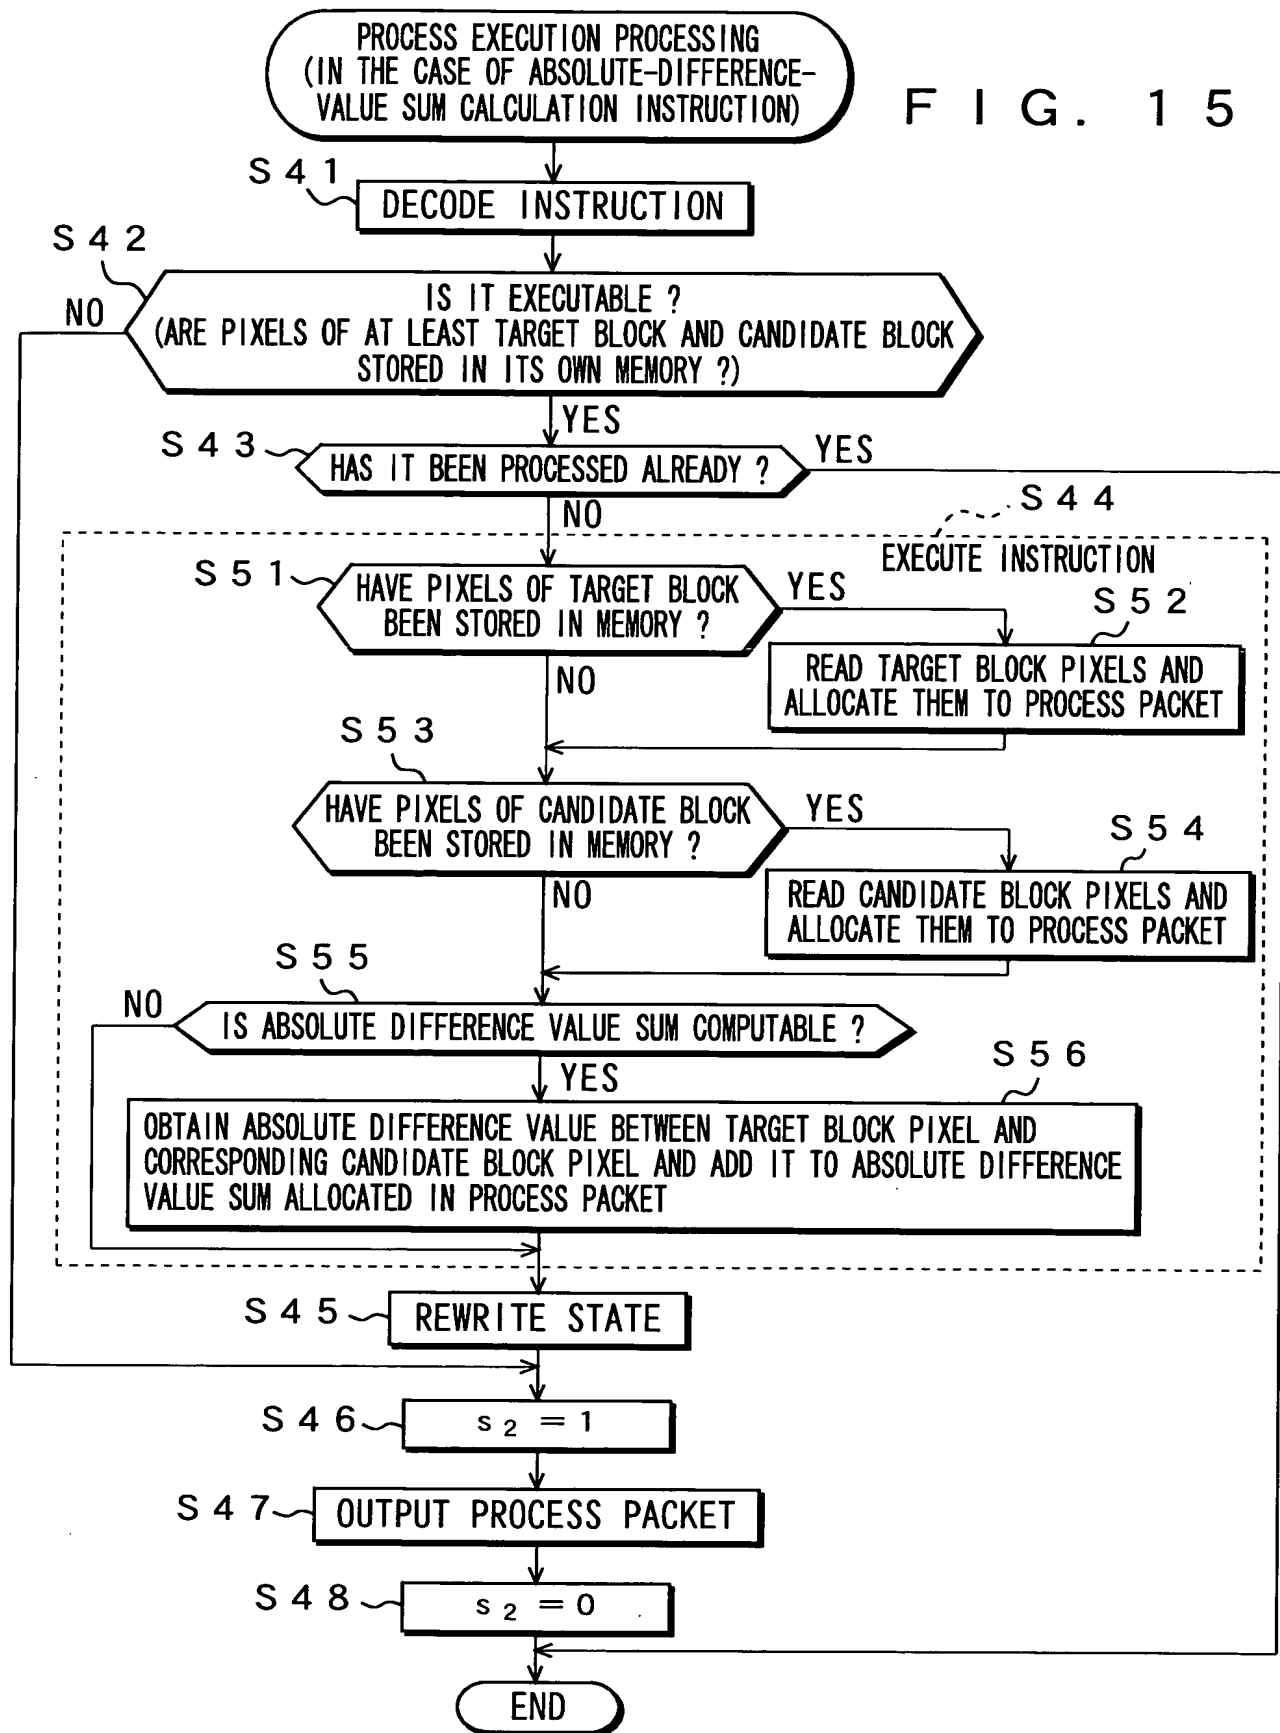 PROCESS EXECUTION PROCESSING
(IN THE CASE OF ABSOLUTE-DIFFERENCE-
VALUE SUM CALCULATION INSTRUCTION)
FIG. 15
S41
DECODE INSTRUCTION
S42
NO
IS IT EXECUTABLE ?
(ARE PIXELS OF AT LEAST TARGET BLOCK AND CANDIDATE BLOCK
STORED IN ITS OWN MEMORY ?)
YES
S43
HAS IT BEEN PROCESSED ALREADY ?
YES
NO
S44
EXECUTE INSTRUCTION
S51
HAVE PIXELS OF TARGET BLOCK
BEEN STORED IN MEMORY ?
YES
S52
READ TARGET BLOCK PIXELS AND
ALLOCATE THEM TO PROCESS PACKET
NO
S53
HAVE PIXELS OF CANDIDATE BLOCK
BEEN STORED IN MEMORY ?
YES
S54
READ CANDIDATE BLOCK PIXELS AND
ALLOCATE THEM TO PROCESS PACKET
NO
S55
NO
IS ABSOLUTE DIFFERENCE VALUE SUM COMPUTABLE ?
YES
S56
OBTAIN ABSOLUTE DIFFERENCE VALUE BETWEEN TARGET BLOCK PIXEL AND
CORRESPONDING CANDIDATE BLOCK PIXEL AND ADD IT TO ABSOLUTE DIFFERENCE
VALUE SUM ALLOCATED IN PROCESS PACKET
S45
REWRITE STATE
S46
s₂ = 1
S47
OUTPUT PROCESS PACKET
S48
s₂ = 0
END